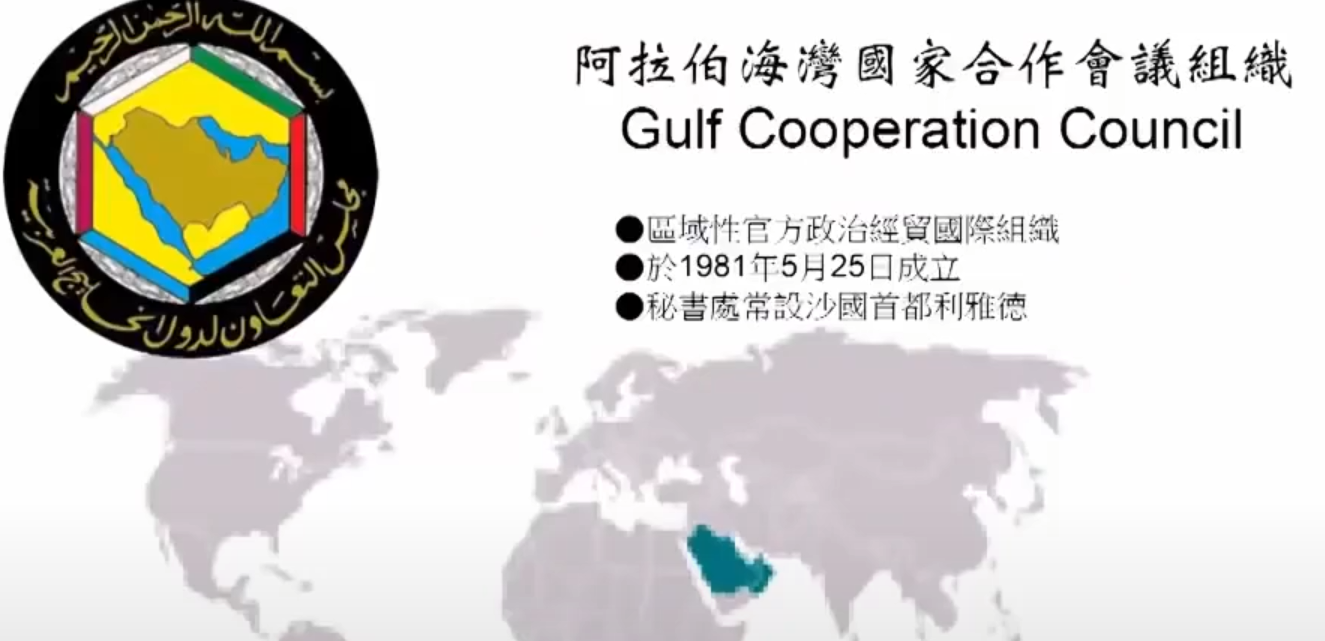 بسم الله الرحمن الرحيم
مجلس التعاون لدول الخليج العربية
阿拉伯海灣國家合作會議組織
Gulf Cooperation Council
●區域性官方政治經貿國際組織
●於1981年5月25日成立
●秘書處常設沙國首都利雅德